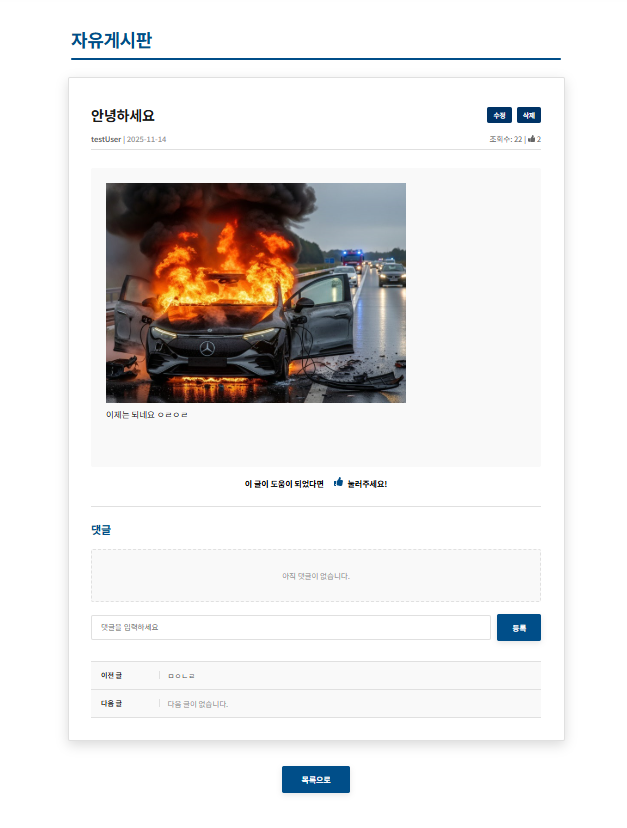 자유게시판
안녕하세요
수정 삭제
testUser | 2025-11-14
조회수: 22 | 2
이제는 되네요 ㅇㄹㅇㄹ
이 글이 도움이 되었다면 눌러주세요!
댓글
아직 댓글이 없습니다.
댓글을 입력하세요
등록
이전 글 ㅁㅇㄴㄹ
다음 글 다음 글이 없습니다.
목록으로